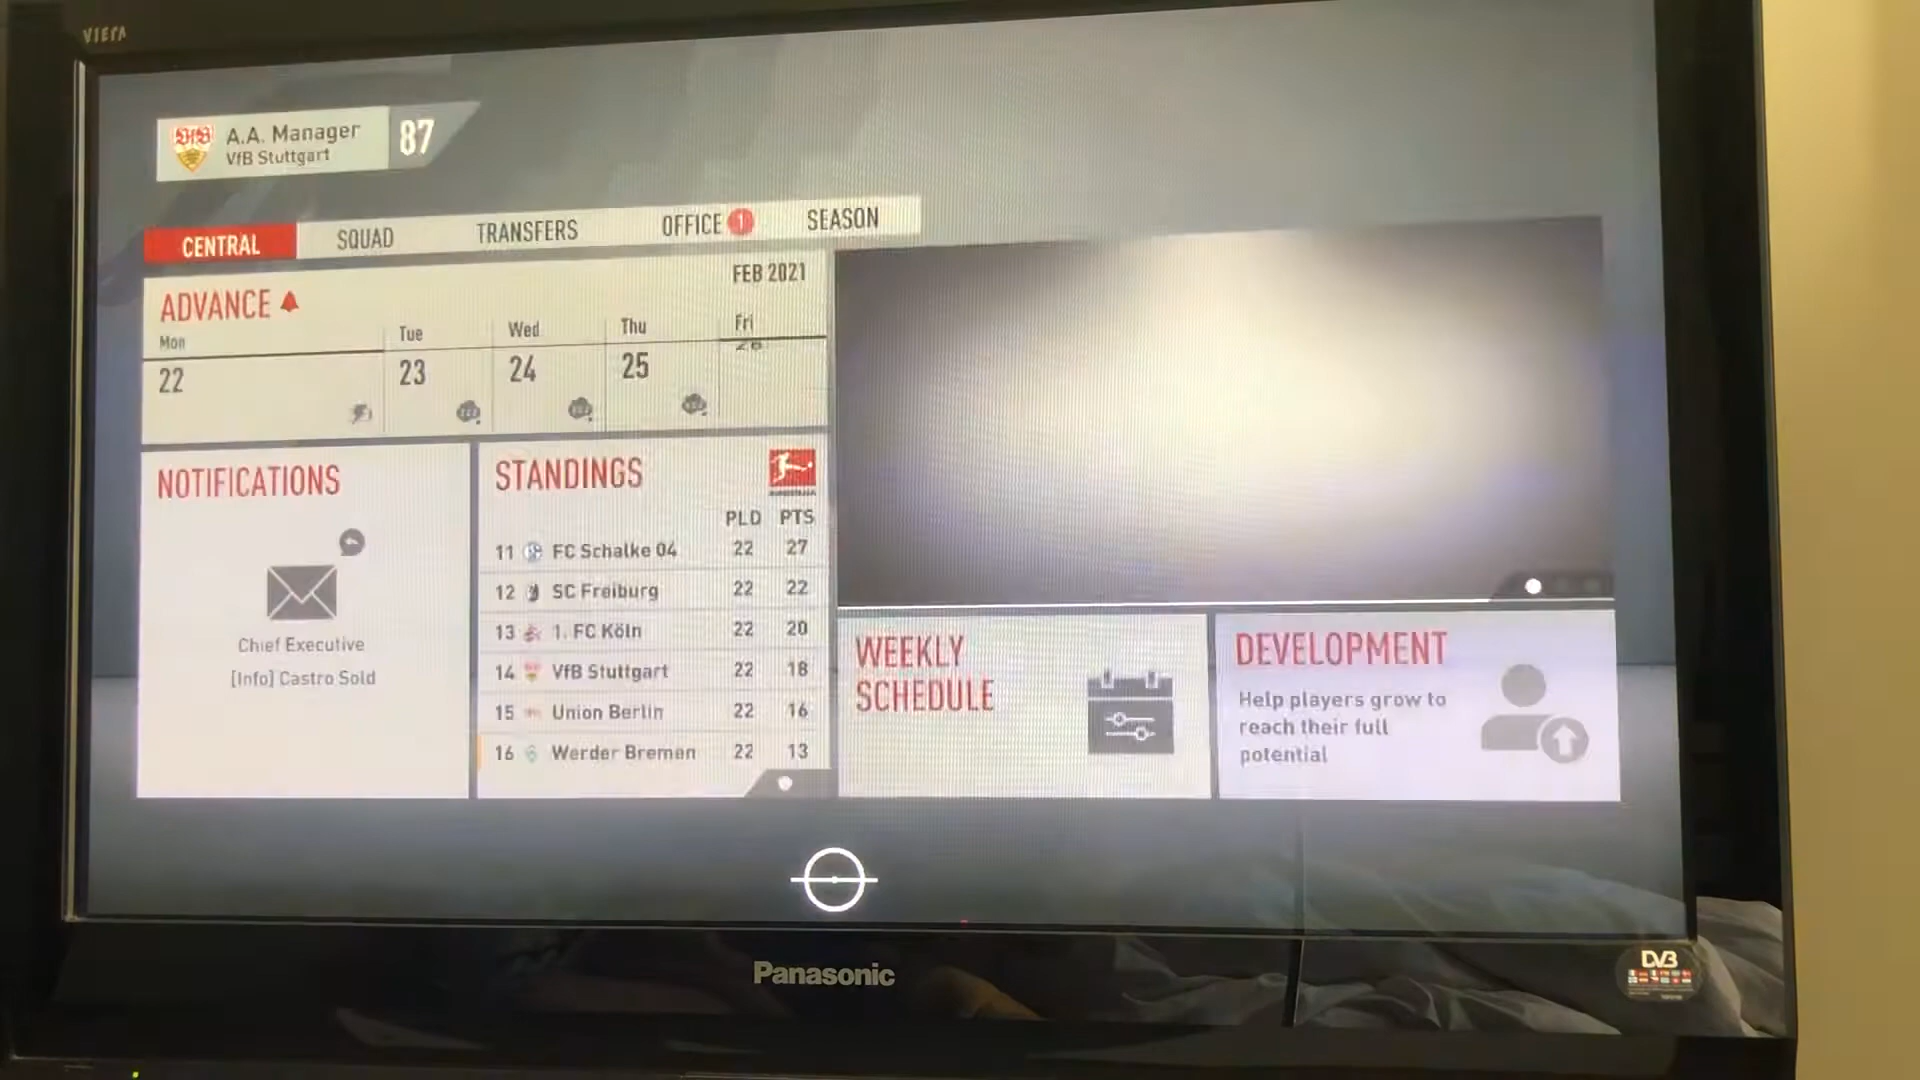 VIERA
VfB
A.A. Manager
VfB Stuttgart
87
CENTRAL
SQUAD
TRANSFERS
OFFICE 1
SEASON
ADVANCE
FEB 2021
Mon
Tue
Wed
Thu
Fri
22
23
24
25
26
NOTIFICATIONS
Chief Executive
[Info] Castro Sold
STANDINGS
PLD PTS
11 FC Schalke 04 22 27
12 SC Freiburg 22 22
13 1. FC Köln 22 20
14 VfB Stuttgart 22 18
15 Union Berlin 22 16
16 Werder Bremen 22 13
WEEKLY
SCHEDULE
DEVELOPMENT
Help players grow to
reach their full
potential
Panasonic
DVB